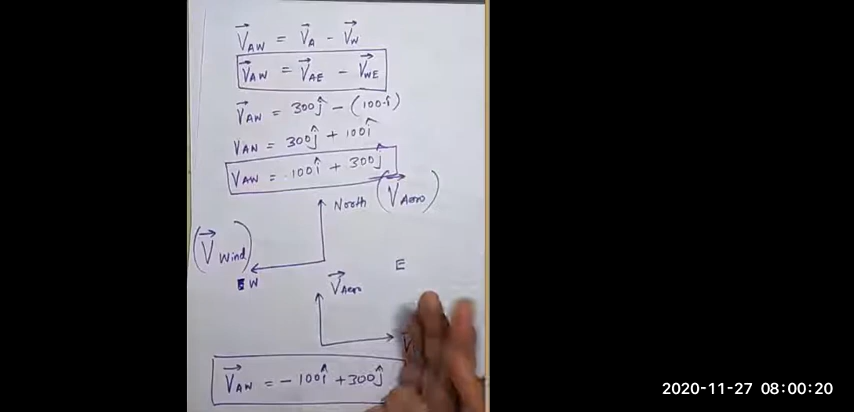 V⃗AW = V⃗A - V⃗W
V⃗AW = V⃗AE - V⃗WE
V⃗AW = 300ĵ - (100-î)
VAW = 300ĵ + 100î
VAW = 100î + 300ĵ
North (V⃗Aero)
(V⃗Wind)
W
E
V⃗Aero
V⃗AW = -100î + 300ĵ
2020-11-27 08:00:20